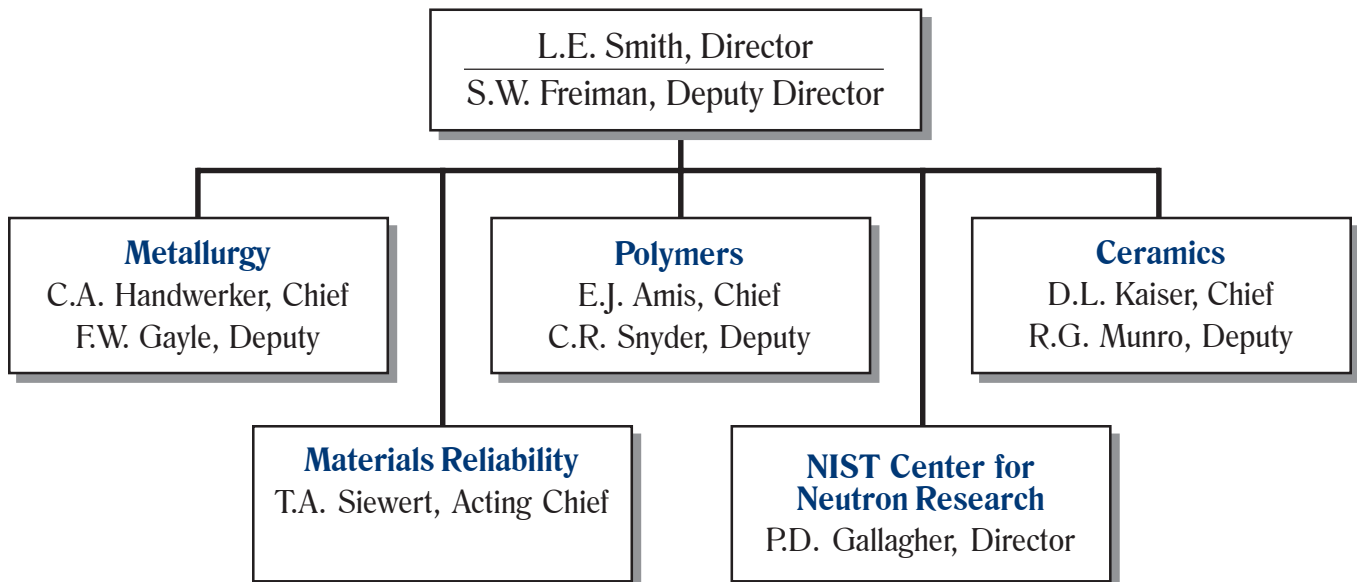 L.E. Smith, Director
S.W. Freiman, Deputy Director
Metallurgy
C.A. Handwerker, Chief
F.W. Gayle, Deputy
Polymers
E.J. Amis, Chief
C.R. Snyder, Deputy
Ceramics
D.L. Kaiser, Chief
R.G. Munro, Deputy
Materials Reliability
T.A. Siewert, Acting Chief
NIST Center for
Neutron Research
P.D. Gallagher, Director